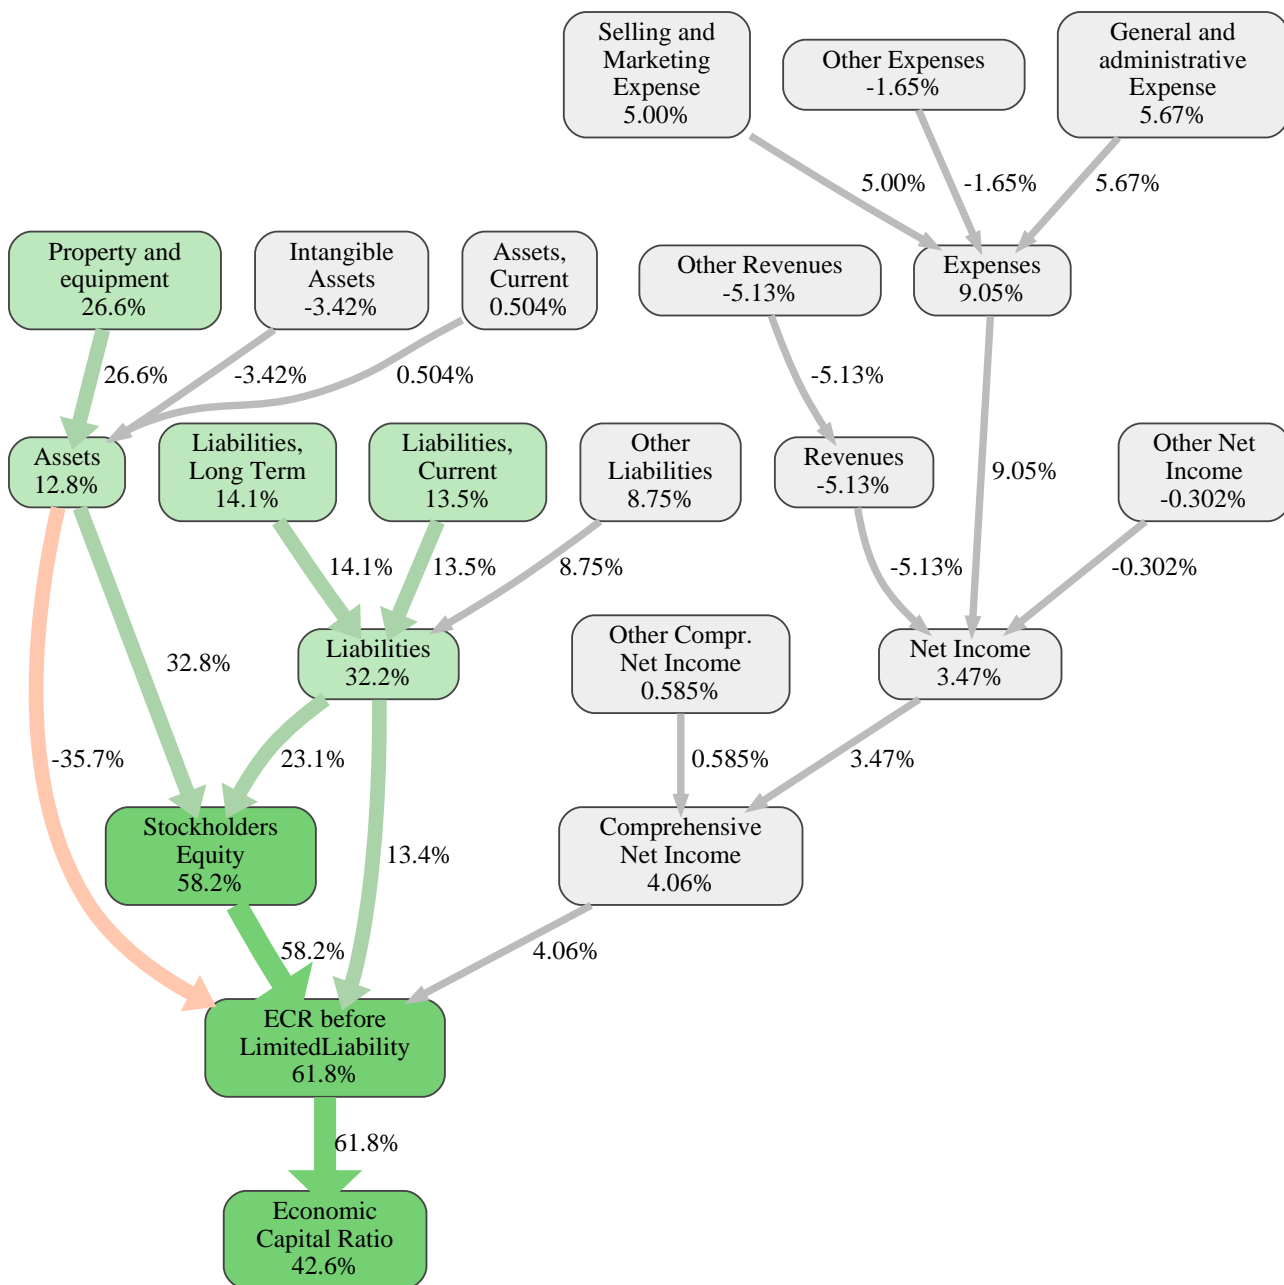 Selling and
Marketing
Expense
5.00%
Other Expenses
-1.65%
General and
administrative
Expense
5.67%
5.00%
-1.65%
5.67%
Property and
equipment
26.6%
Intangible
Assets
-3.42%
Assets,
Current
0.504%
Other Revenues
-5.13%
Expenses
9.05%
26.6%
-3.42%
0.504%
-5.13%
Assets
12.8%
Liabilities,
Long Term
14.1%
Liabilities,
Current
13.5%
Other
Liabilities
8.75%
Revenues
-5.13%
9.05%
Other Net
Income
-0.302%
14.1%
13.5%
8.75%
-5.13%
-0.302%
32.8%
Liabilities
32.2%
Other Compr.
Net Income
0.585%
Net Income
3.47%
-35.7%
23.1%
0.585%
3.47%
Stockholders
Equity
58.2%
13.4%
Comprehensive
Net Income
4.06%
58.2%
4.06%
ECR before
LimitedLiability
61.8%
61.8%
Economic
Capital Ratio
42.6%